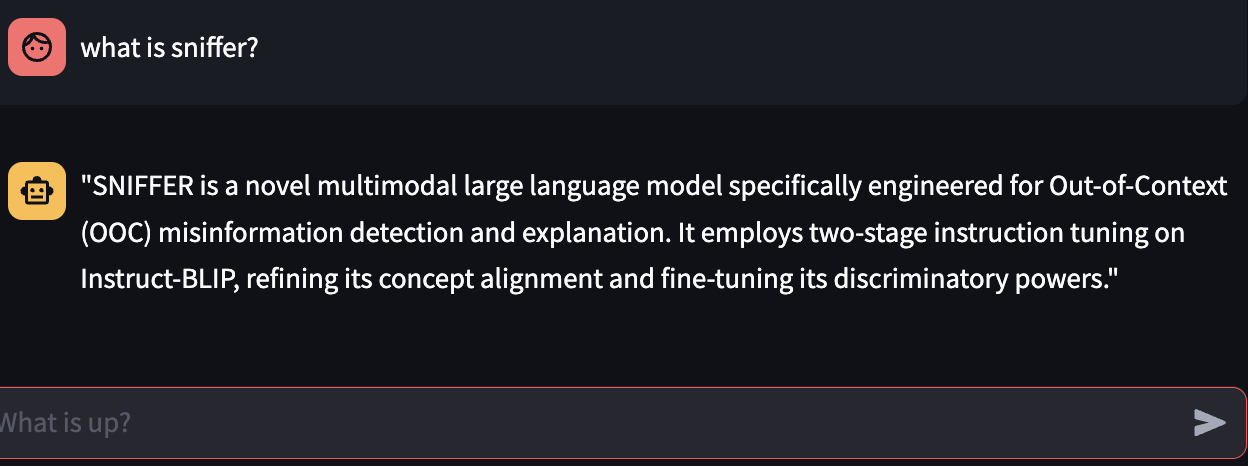 what is sniffer?
"SNIFFER is a novel multimodal large language model specifically engineered for Out-of-Context
(OOC) misinformation detection and explanation. It employs two-stage instruction tuning on
Instruct-BLIP, refining its concept alignment and fine-tuning its discriminatory powers."
What is up?